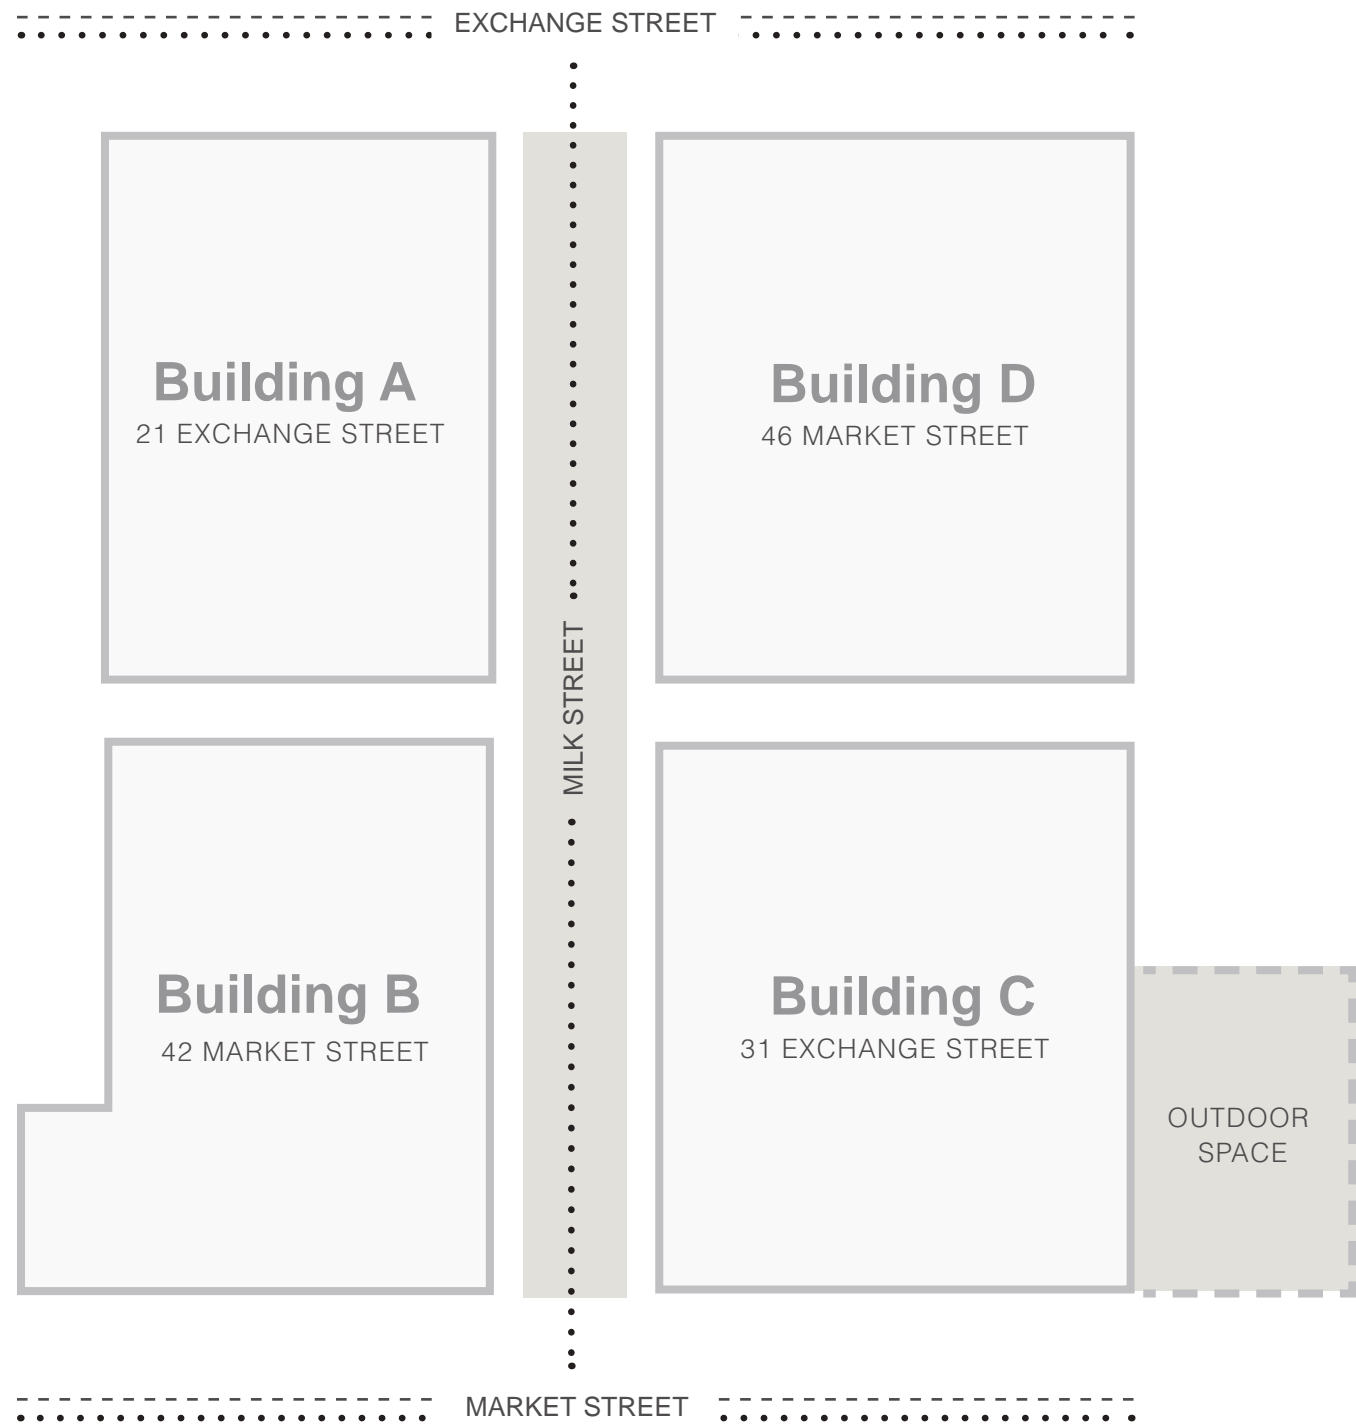 EXCHANGE STREET
Building A
21 EXCHANGE STREET
Building D
46 MARKET STREET
MILK STREET
Building B
42 MARKET STREET
Building C
31 EXCHANGE STREET
OUTDOOR
SPACE
MARKET STREET